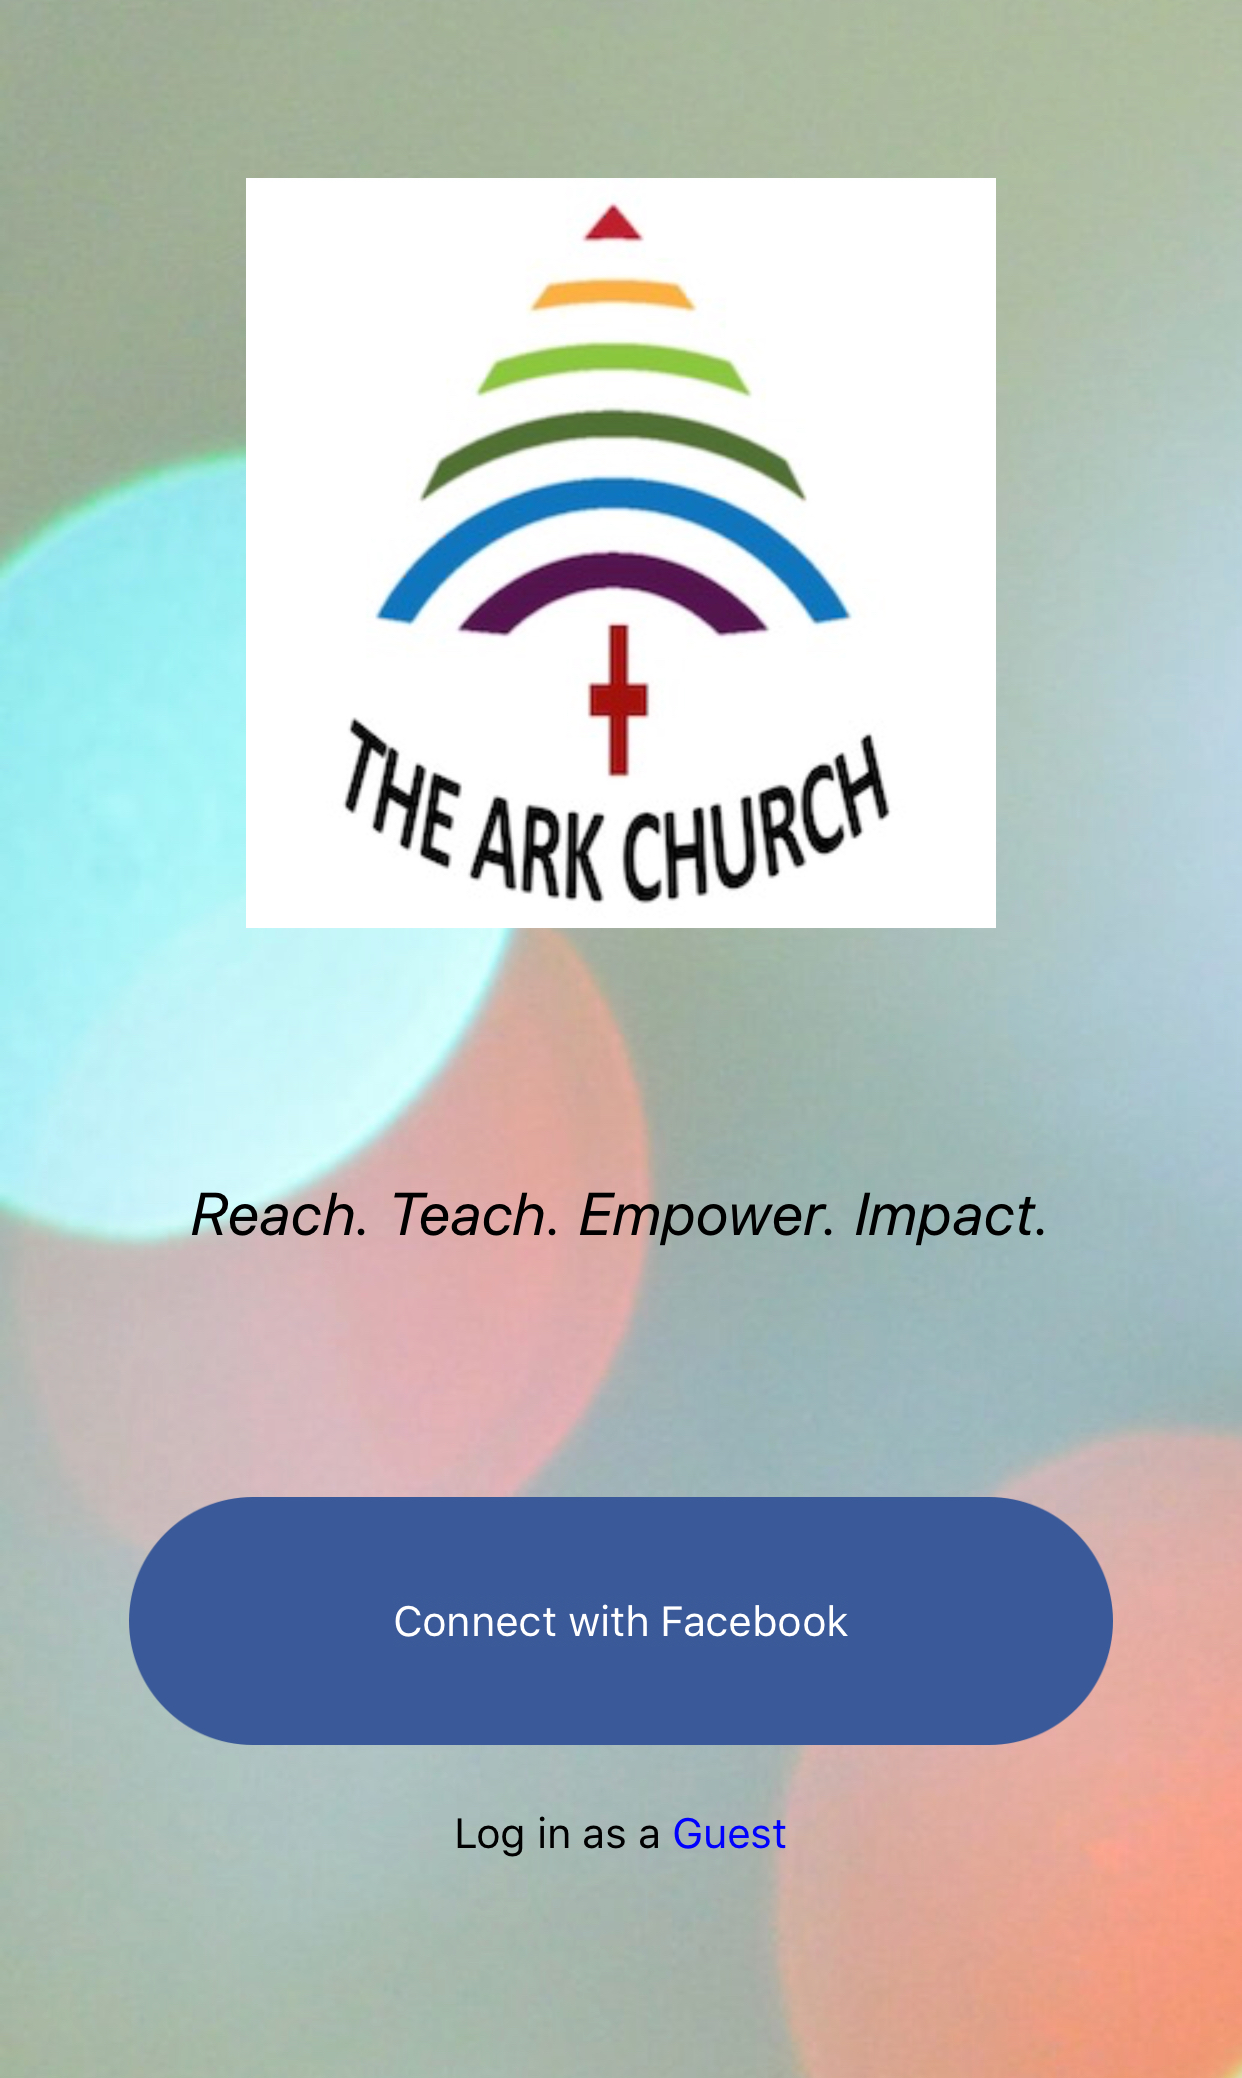 THE ARK CHURCH
Reach. Teach. Empower. Impact.
Connect with Facebook
Log in as a Guest